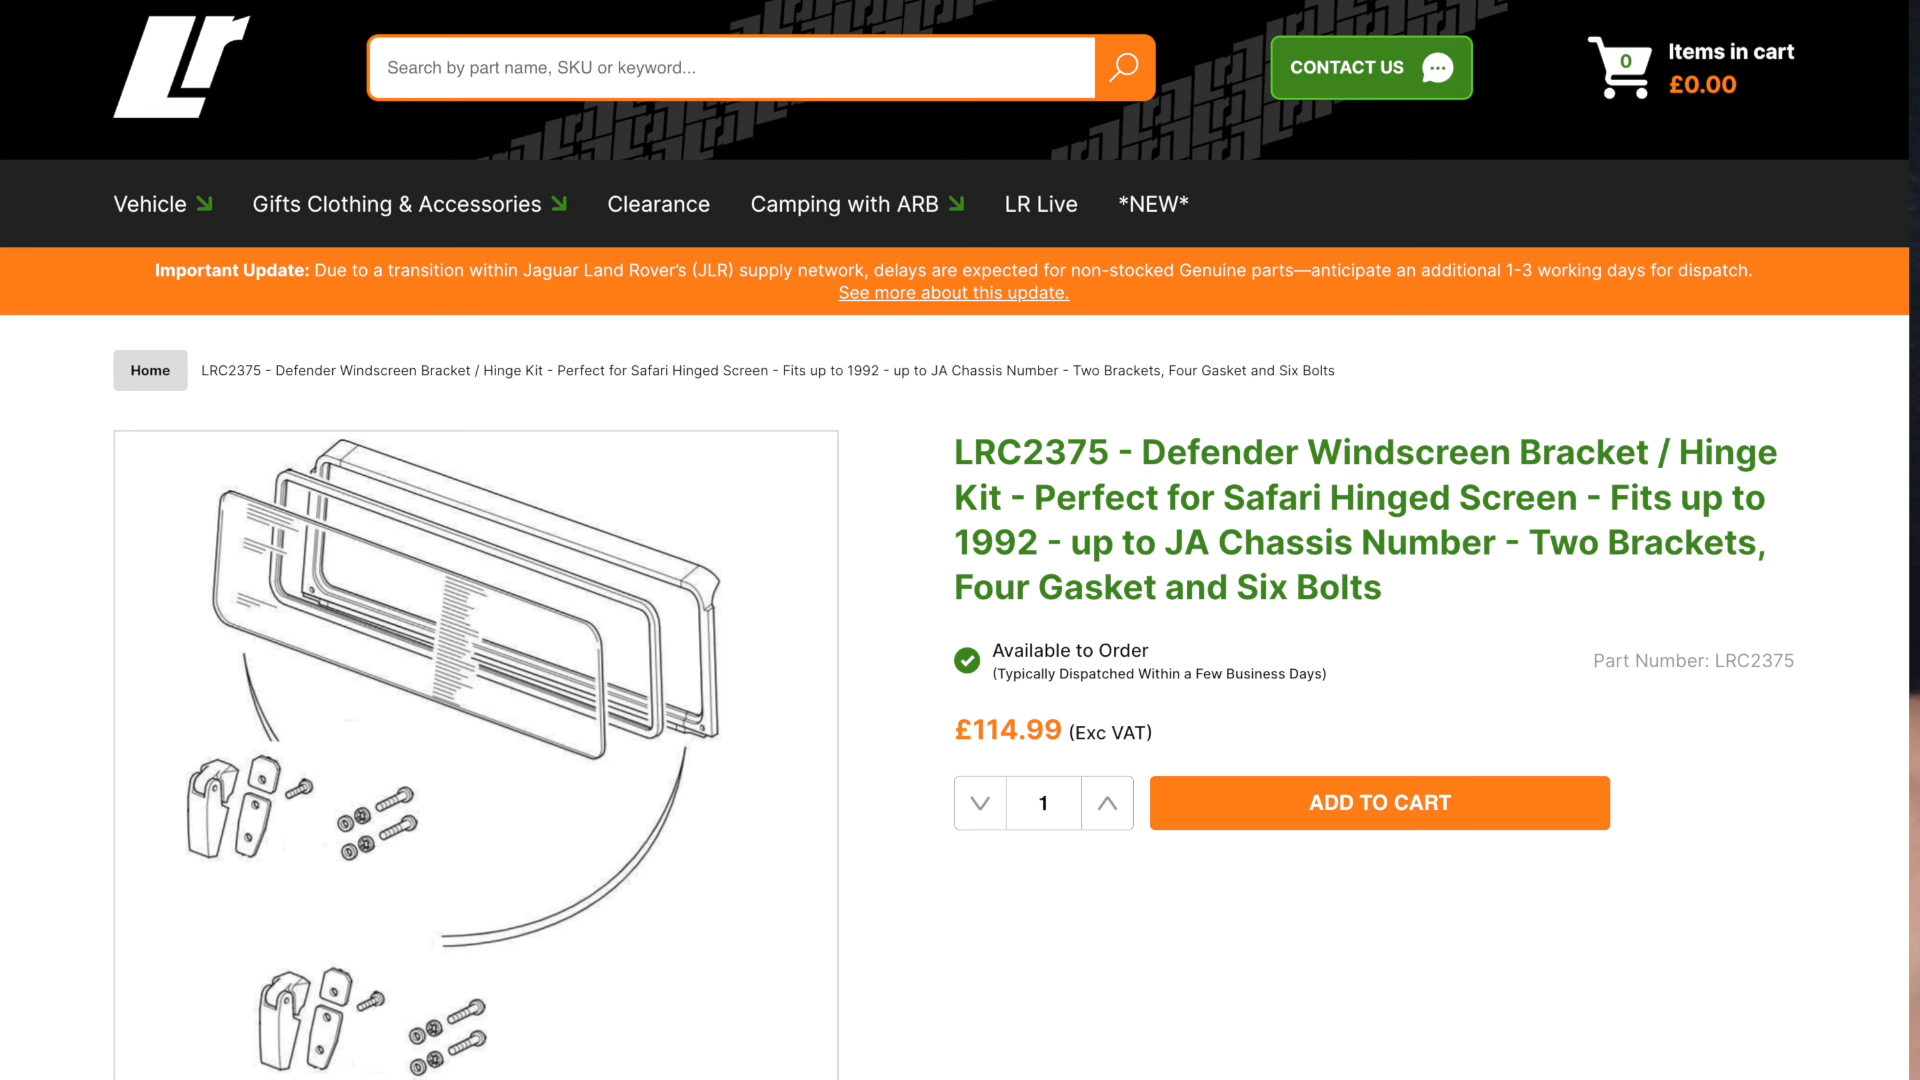 Lr
Search by part name, SKU or keyword...
CONTACT US
0
Items in cart
£0.00
Vehicle
Gifts Clothing & Accessories
Clearance
Camping with ARB
LR Live
*NEW*
Important Update: Due to a transition within Jaguar Land Rover's (JLR) supply network, delays are expected for non-stocked Genuine parts—anticipate an additional 1-3 working days for dispatch.
See more about this update.
Home
LRC2375 - Defender Windscreen Bracket / Hinge Kit - Perfect for Safari Hinged Screen - Fits up to 1992 - up to JA Chassis Number - Two Brackets, Four Gasket and Six Bolts
LRC2375 - Defender Windscreen Bracket / Hinge
Kit - Perfect for Safari Hinged Screen - Fits up to
1992 - up to JA Chassis Number - Two Brackets,
Four Gasket and Six Bolts
Available to Order
(Typically Dispatched Within a Few Business Days)
Part Number: LRC2375
£114.99 (Exc VAT)
1
ADD TO CART